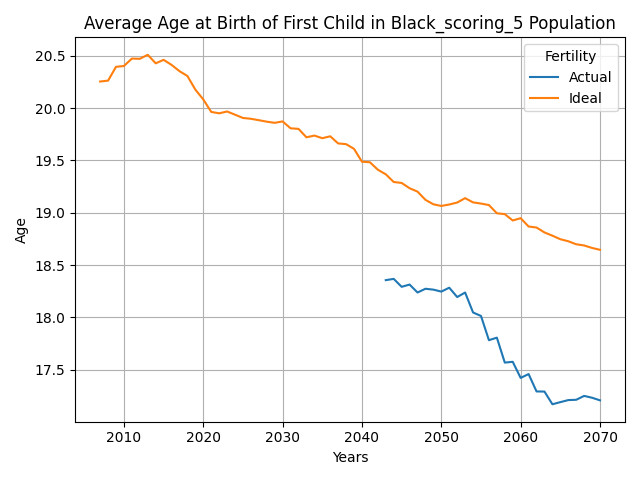 Average Age at Birth of First Child in Black_scoring_5 Population
Fertility
Actual
Ideal
20.5
20.0
19.5
19.0
18.5
18.0
17.5
Age
2010 2020 2030 2040 2050 2060 2070
Years